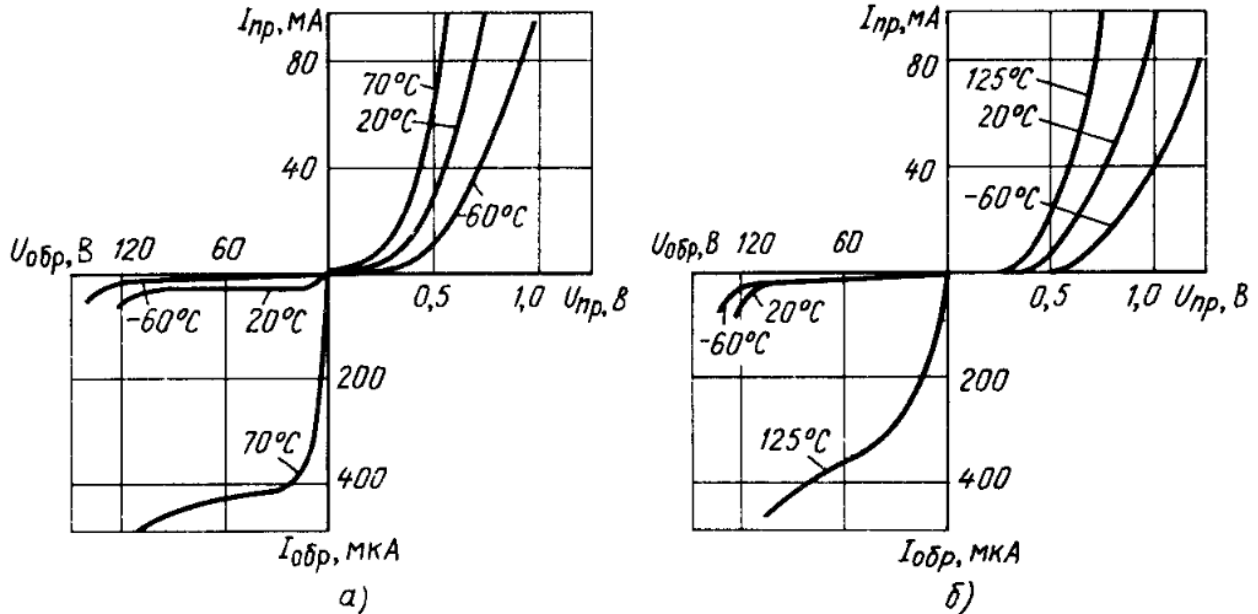 Iпр, мА
80
70°C
20°C
40
-60°C
Uобр, В 120 60
0,5 1,0 Uпр, В
-60°C 20°C
200
70°C
400
Iобр, мкА
а)
Iпр, мА
80
125°C
20°C
40
-60°C
Uобр, В 120 60
0,5 1,0 Uпр, В
20°C
-60°C
200
125°C
400
Iобр, мкА
б)